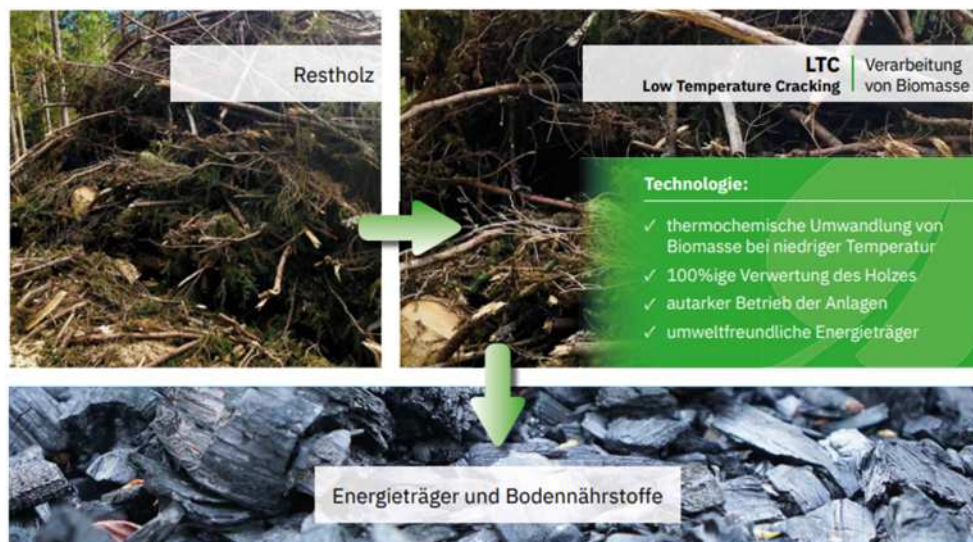 Restholz
LTC
Low Temperature Cracking
Verarbeitung
von Biomasse
Technologie:
✓ thermochemische Umwandlung von
Biomasse bei niedriger Temperatur
✓ 100%ige Verwertung des Holzes
✓ autarker Betrieb der Anlagen
✓ umweltfreundliche Energieträger
Energieträger und Bodennährstoffe